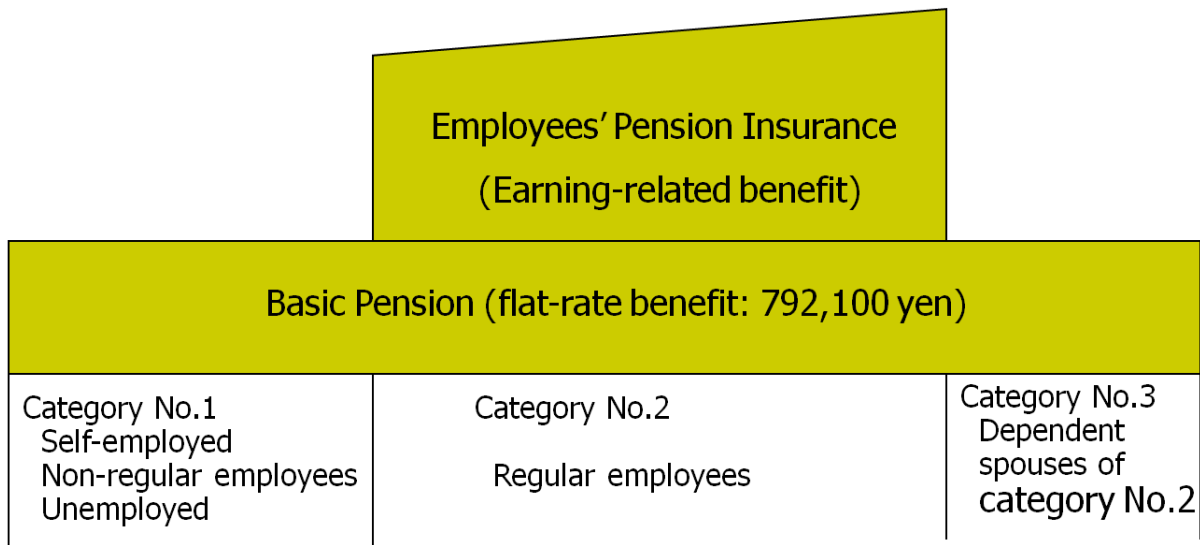 Employees’ Pension Insurance
(Earning-related benefit)
Basic Pension (flat-rate benefit: 792,100 yen)
Category No.1
Self-employed
Non-regular employees
Unemployed
Category No.2
Regular employees
Category No.3
Dependent
spouses of
category No.2